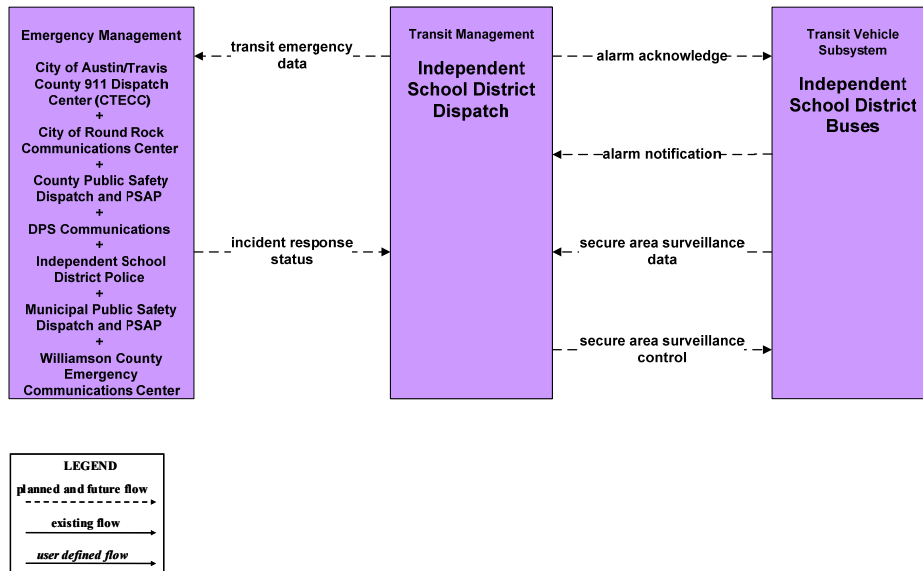 Emergency Management
City of Austin/Travis
County 911 Dispatch
Center (CTECC)
+
City of Round Rock
Communications Center
+
County Public Safety
Dispatch and PSAP
+
DPS Communications
+
Independent School
District Police
+
Municipal Public Safety
Dispatch and PSAP
+
Williamson County
Emergency
Communications Center
transit emergency
data
incident response
status
Transit Management
Independent
School District
Dispatch
alarm acknowledge
alarm notification
secure area surveillance
data
secure area surveillance
control
Transit Vehicle
Subsystem
Independent
School District
Buses
LEGEND
planned and future flow
existing flow
user defined flow